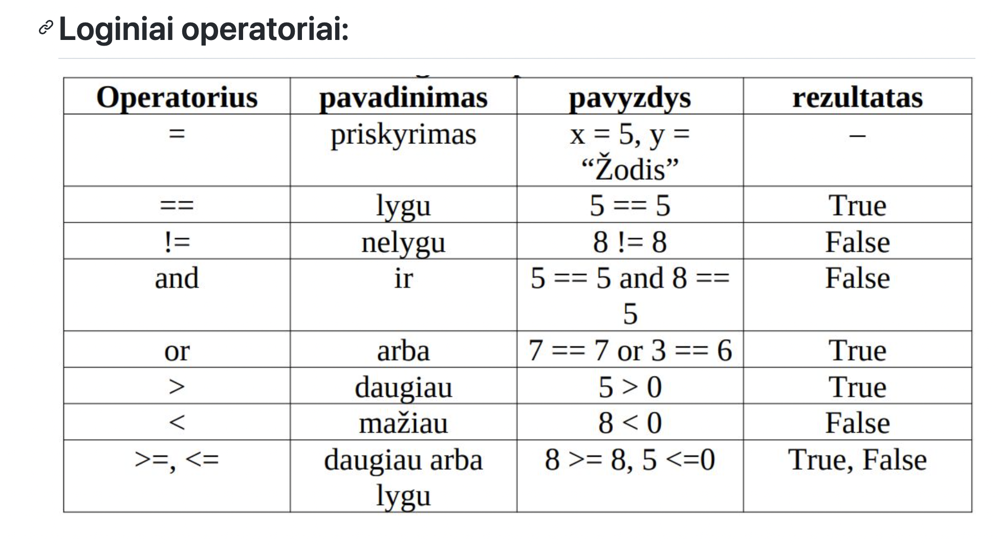 Loginiai operatoriai:
Operatorius pavadinimas pavyzdys rezultatas
= priskyrimas x = 5, y = –
“Žodis”
== lygu 5 == 5 True
!= nelygu 8 != 8 False
and ir 5 == 5 and 8 == False
5
or arba 7 == 7 or 3 == 6 True
> daugiau 5 > 0 True
< mažiau 8 < 0 False
>=, <= daugiau arba 8 >= 8, 5 <=0 True, False
lygu